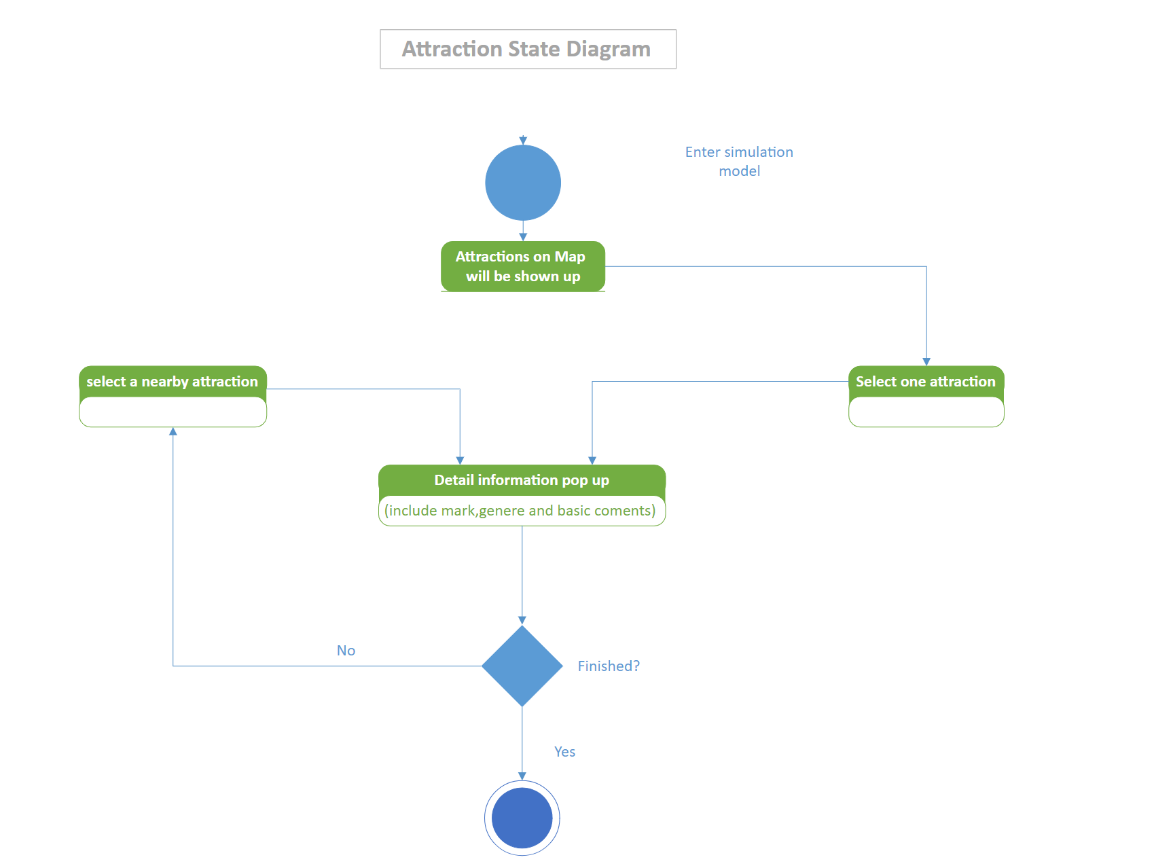 Attraction State Diagram
Enter simulation
model
Attractions on Map
will be shown up
select a nearby attraction
Select one attraction
Detail information pop up
(include mark,genere and basic coments)
No
Finished?
Yes